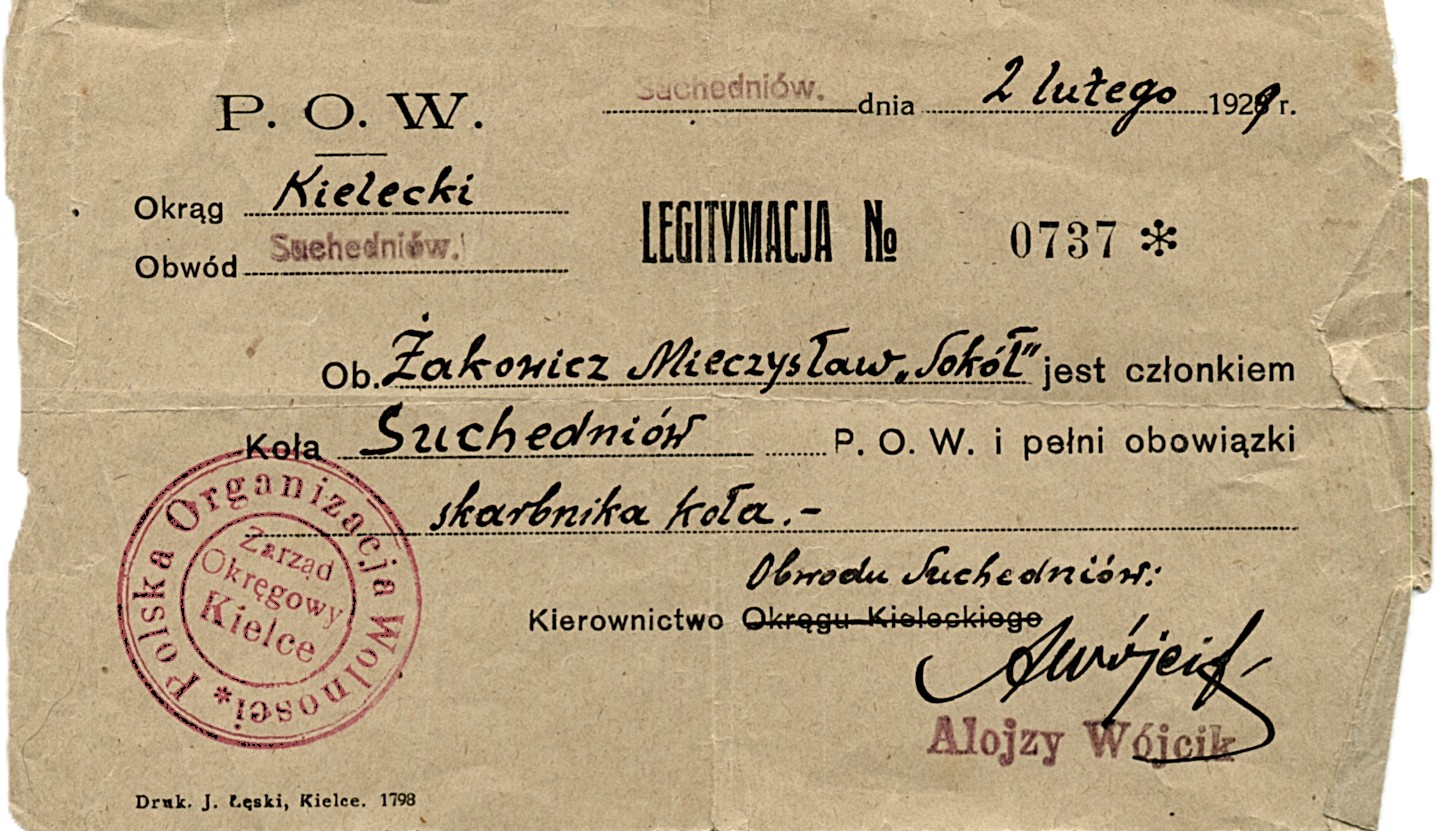 P. O. W.
Suchedniów. dnia 2 lutego 1929 r.
Okrąg Kielecki
Obwód Suchedniów.
LEGITYMACJA № 0737 *
Ob. Żakowicz Mieczysław „Sokół" jest członkiem
Koła Suchedniów P. O. W. i pełni obowiązki
skarbnika koła.-
Obwodu Suchedniów:
Kierownictwo Okręgu Kieleckiego
AWójcik
Alojzy Wójcik
Polska Organizacja Wolności *
Zarząd
Okręgowy
Kielce
Druk. J. Łęski, Kielce. 1798